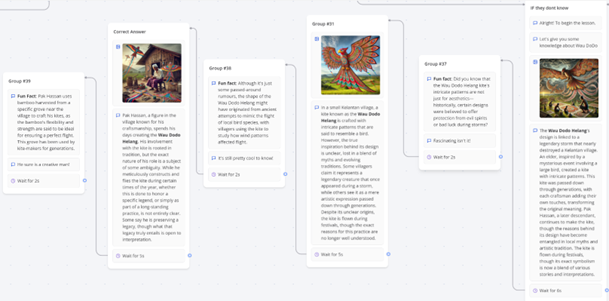 Group #39
Fun Fact: Pak Hassan uses
bamboo harvested from a
specific grove near the
village to craft his kites, as
the bamboo's flexibility and
strength are said to be ideal
for ensuring a perfect flight.
This grove has been used by
kite-makers for generations.
He sure is a creative man!
Wait for 2s
Correct Answer
Pak Hassan, a figure in the
village known for his
craftsmanship, spends his
days creating the Wau Dodo
Helang. His involvement
with the kite is rooted in
tradition, but the exact
nature of his role is a subject
of some ambiguity. While he
meticulously constructs and
flies the kite during certain
times of the year, whether
this is done to honor a
specific legend, or simply as
part of a long-standing
practice, is not entirely clear.
Some say he is preserving a
legacy, though what that
legacy truly entails is open to
interpretation.
Wait for 5s
Fun Fact: Although it's just
some passed around
rumours, the shape of the
Wau Dodo Helang might
have originated from ancient
attempts to mimic the flight
of local bird species, with
villagers using the kite to
study how wind patterns
affected flight.
It's still pretty cool to know!
Wait for 2s
Group #51
In a small Kelantan village, a
kite known as the Wau Dodo
Helang is crafted with
intricate patterns that are
said to resemble a bird.
However, the true
inspiration behind its design
is unclear, lost in a blend of
myths and evolving
traditions. Some villagers
claim it represents a
legendary creature that once
appeared during a storm,
while others see it as a mere
artistic expression passed
down through generations.
Despite its unclear origins,
the kite is flown during
festivals, though the exact
reasons for this practice are
no longer well understood.
Wait for 5s
Group #37
Fun Fact: Did you know that
the Wau Dodo Helang's
intricate patterns are not
just for aesthetics—
historically, certain designs
were believed to offer
protection from evil spirits
or bad luck during storms?
Fascinating isn't it!
Wait for 2s
If they dont know
Alright! To begin the lesson.
Let's give you some
knowledge about Wau DoDo
The Wau Dodo Helang's
design is linked to a
legendary storm that nearly
destroyed a Kelantan village.
An elder, inspired by a
mysterious event involving a
large bird, created a kite
with intricate patterns. This
kite was passed down
through generations, with
each craftsman adding their
own touches, transforming
the original meaning. Pak
Hassan, a later descendant,
continues to make the kite,
though the reasons behind
its design have become
entangled in local myths and
artistic tradition. The kite is
flown during festivals,
though its exact symbolism
is now a blend of various
stories and interpretations.
Wait for 6s